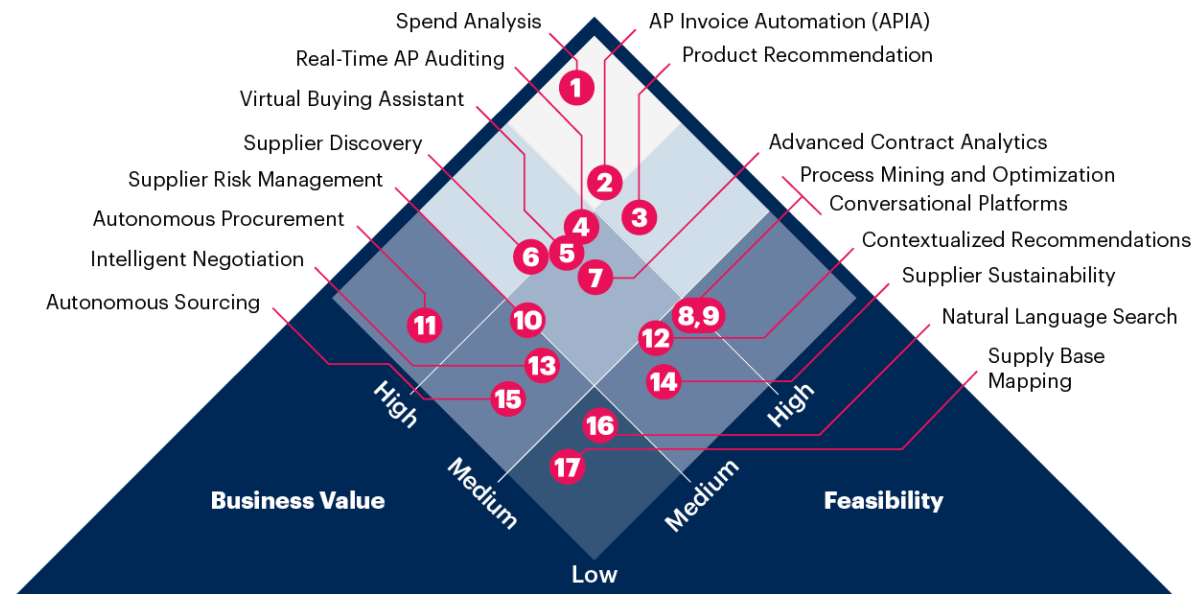 Spend Analysis
AP Invoice Automation (APIA)
Real-Time AP Auditing
Product Recommendation
Virtual Buying Assistant
Supplier Discovery
Advanced Contract Analytics
Supplier Risk Management
Process Mining and Optimization
Conversational Platforms
Autonomous Procurement
Contextualized Recommendations
Intelligent Negotiation
Supplier Sustainability
Autonomous Sourcing
Natural Language Search
Supply Base
Mapping
1
2
3
4
5
6
7
8,9
10
11
12
13
14
15
16
17
High
High
Medium
Medium
Business Value
Feasibility
Low